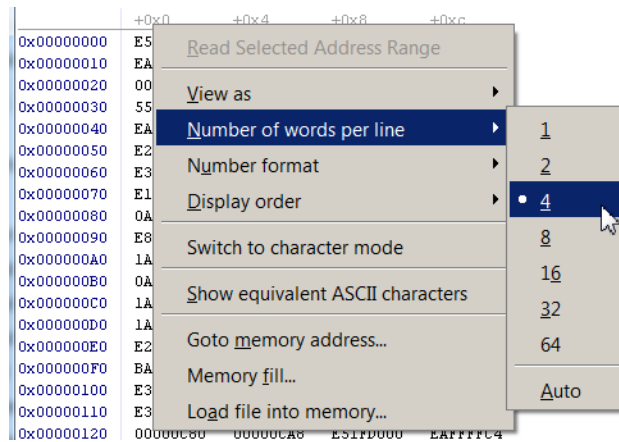 +0x0 +0x4 +0x8 +0xc
0x00000000 E5
0x00000010 EA
0x00000020 00
0x00000030 55
0x00000040 EA
0x00000050 E2
0x00000060 E3
0x00000070 E1
0x00000080 0A
0x00000090 E8
0x000000A0 1A
0x000000B0 0A
0x000000C0 1A
0x000000D0 1A
0x000000E0 E2
0x000000F0 BA
0x00000100 E3
0x00000110 E3
0x00000120 00000C80 00000CA8 E51FD000 EAFFFFC4
Read Selected Address Range
View as
Number of words per line
Number format
Display order
Switch to character mode
Show equivalent ASCII characters
Goto memory address...
Memory fill...
Load file into memory...
1
2
4
8
16
32
64
Auto